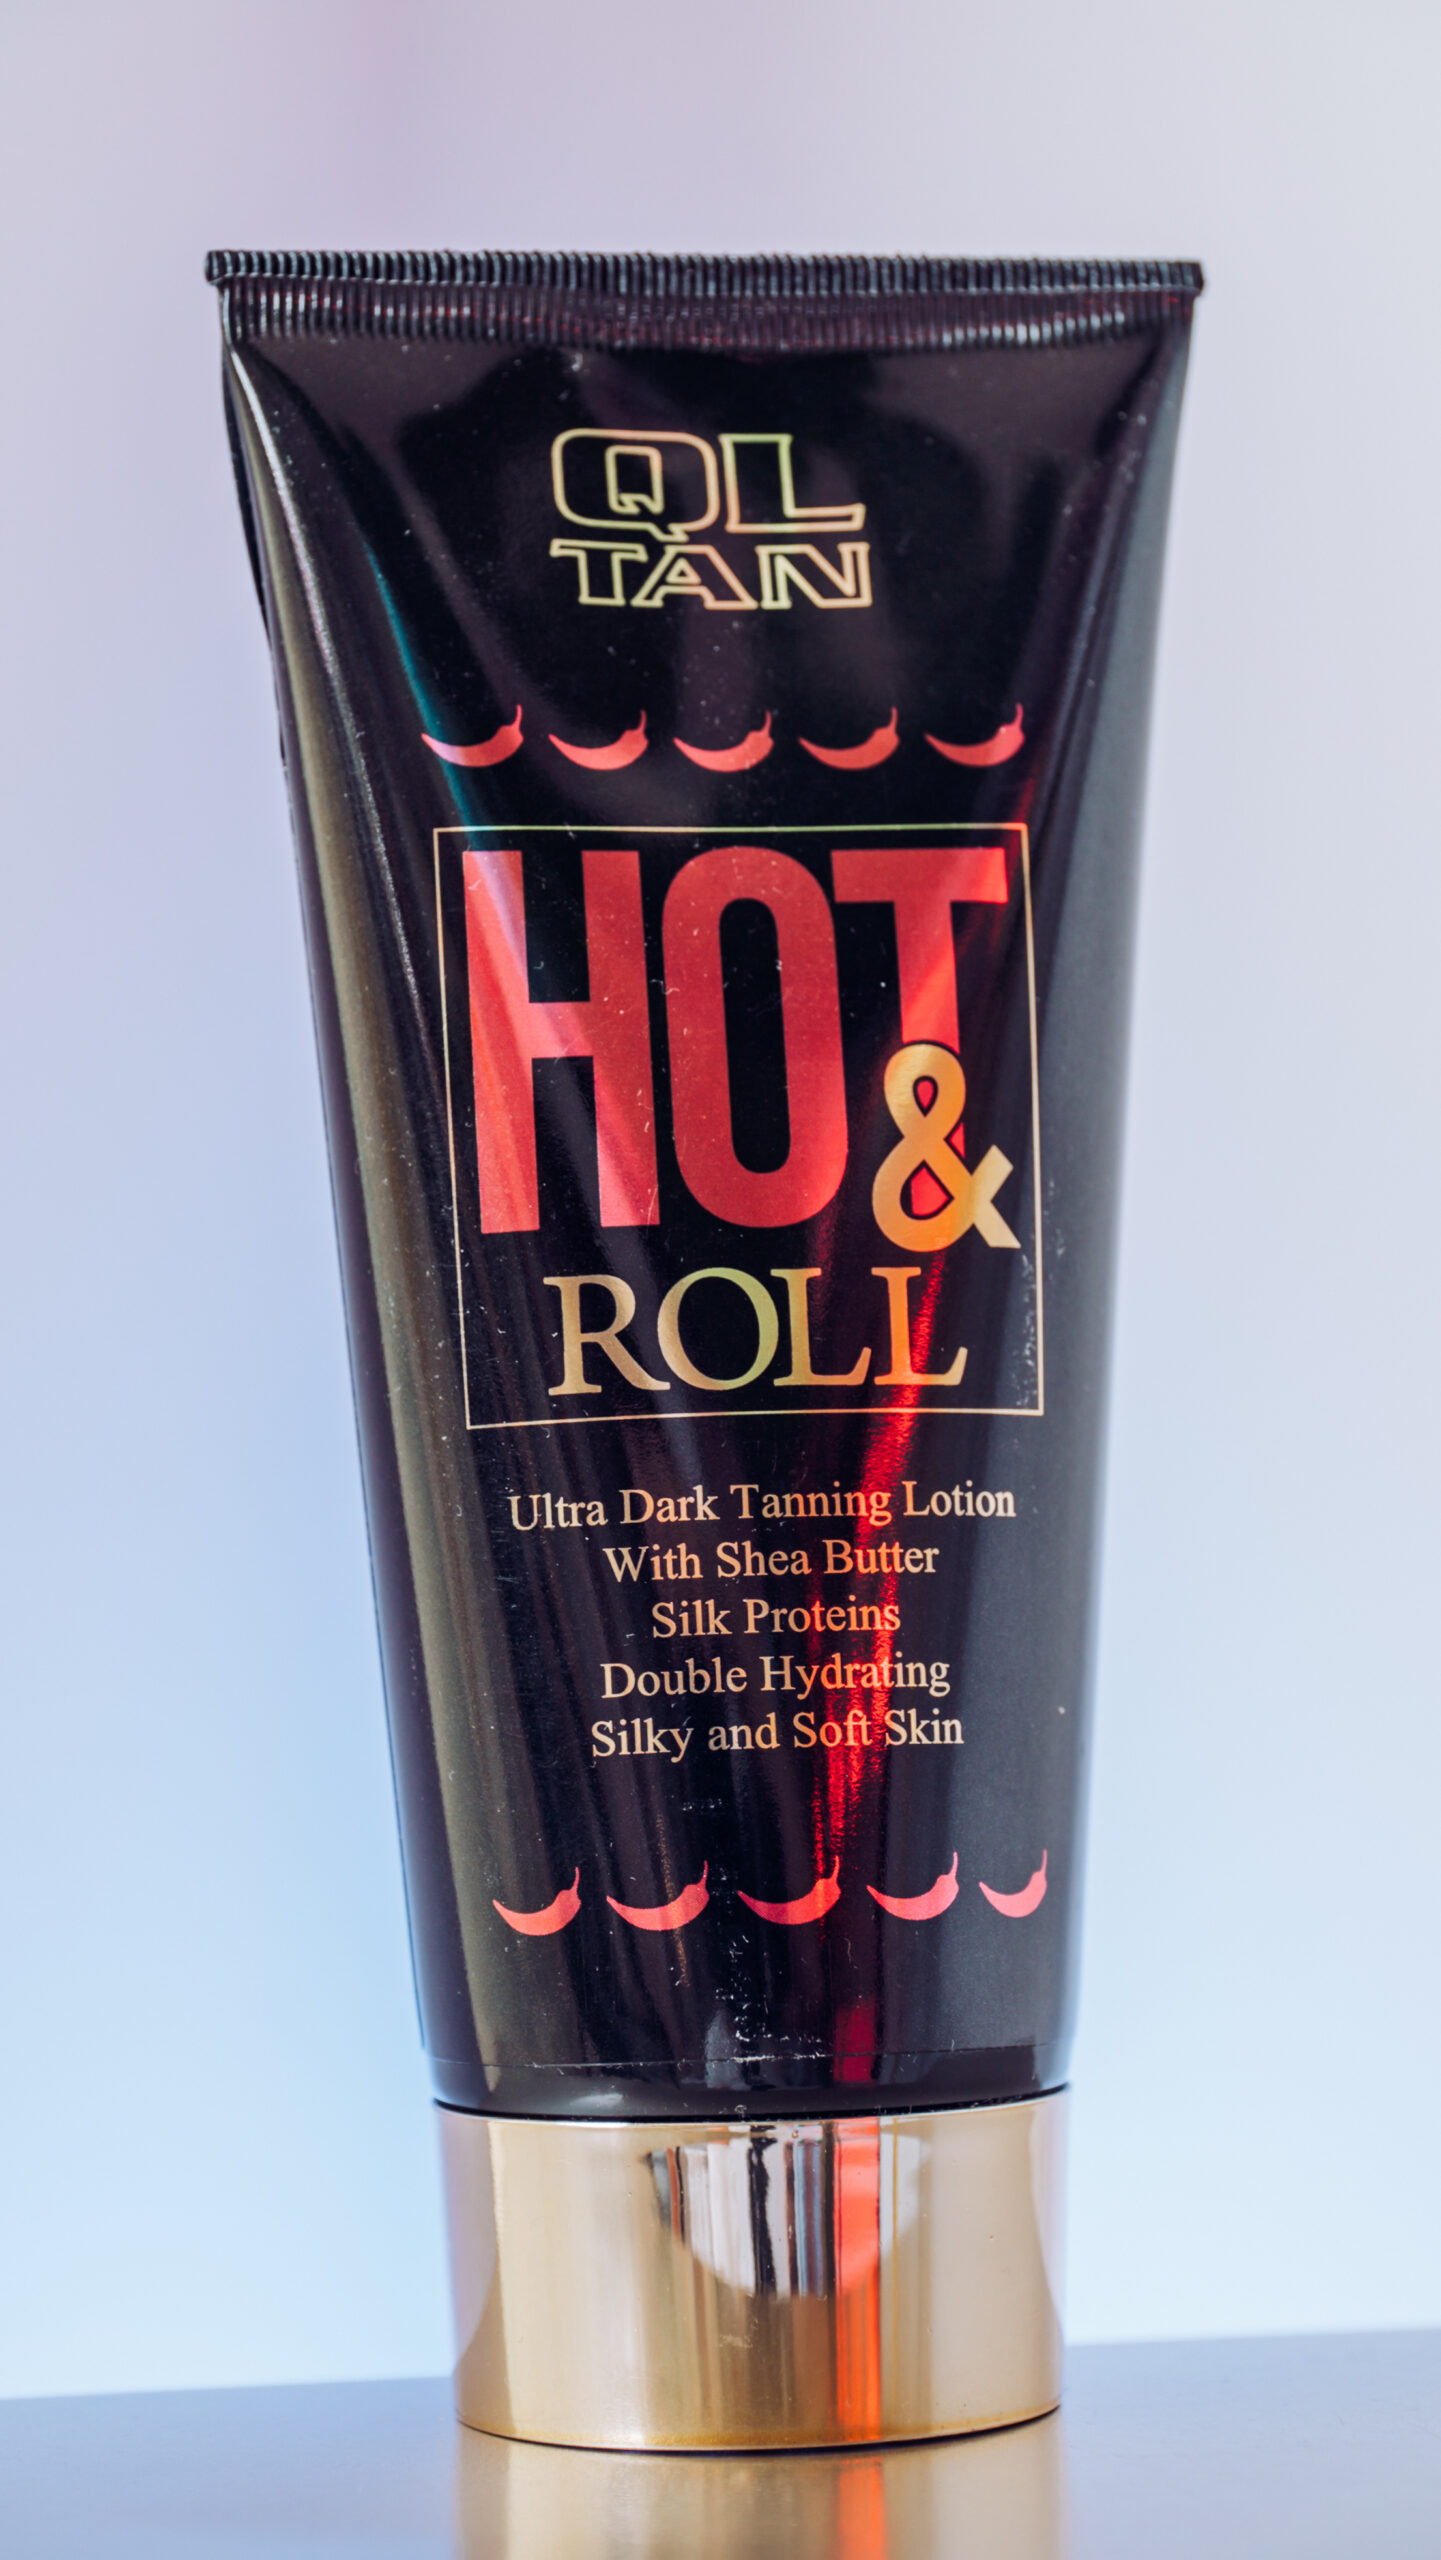 QL
TAN
HOT
&
ROLL
Ultra Dark Tanning Lotion
With Shea Butter
Silk Proteins
Double Hydrating
Silky and Soft Skin